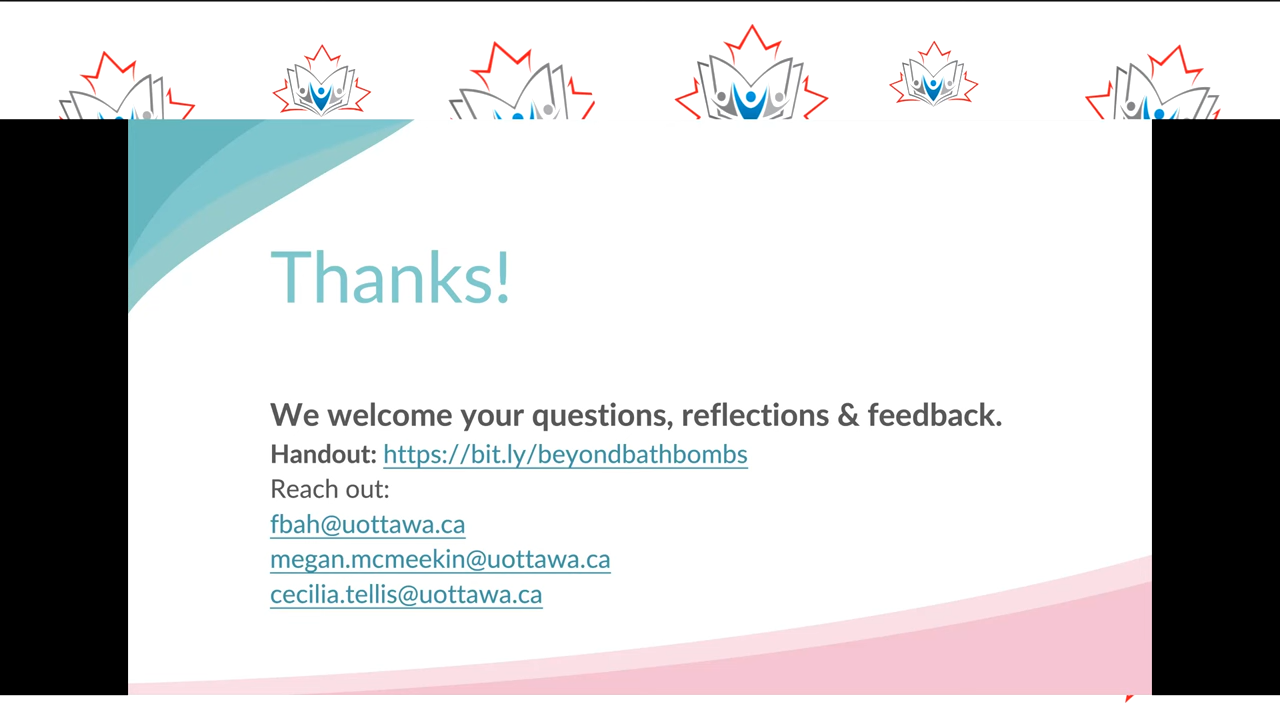 Thanks!
We welcome your questions, reflections & feedback.
Handout: https://bit.ly/beyondbathbombs
Reach out:
fbah@uottawa.ca
megan.mcmeekin@uottawa.ca
cecilia.tellis@uottawa.ca